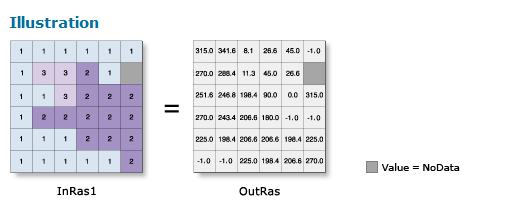 Illustration
1 1 1 1 1 1 315.0 341.6 8.1 26.6 45.0 -1.0
1 3 3 2 1 270.0 288.4 11.3 45.0 26.6
1 1 3 2 2 2 251.6 246.8 198.4 90.0 0.0 315.0
=
1 2 2 2 2 2 270.0 243.4 206.6 180.0 -1.0 -1.0
1 1 1 2 2 2 225.0 198.4 206.6 206.6 198.4 225.0
1 1 1 1 1 2 -1.0 -1.0 225.0 198.4 206.6 270.0
Value = NoData
InRas1 OutRas